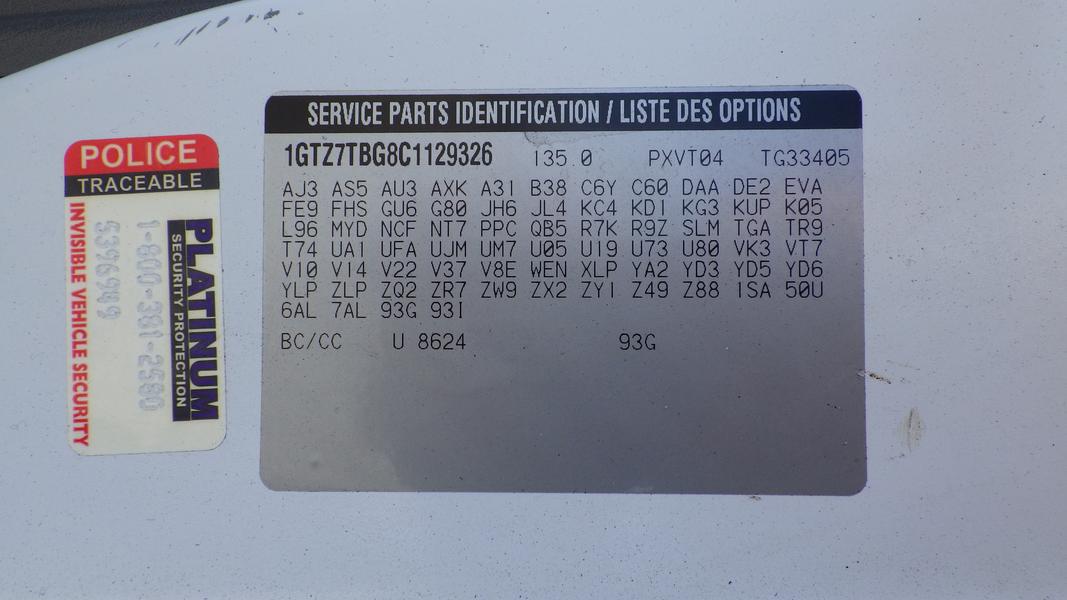 SERVICE PARTS IDENTIFICATION / LISTE DES OPTIONS
1GTZ7TBG8C1129326 135.0 PXVT04 TG33405
AJ3 AS5 AU3 AXK A31 B38 C6Y C60 DAA DE2 EVA
FE9 FHS GU6 G80 JH6 JL4 KC4 KD1 KG3 KUP K05
L96 MYD NCF NT7 PPC QB5 R7K R9Z SLM TGA TR9
T74 UA1 UFA UJM UM7 U05 U19 U73 U80 VK3 VT7
V10 V14 V22 V37 V8E WEN XLP YA2 YD3 YD5 YD6
YLP ZLP ZQ2 ZR7 ZW9 ZX2 ZY1 Z49 Z88 1SA 50U
6AL 7AL 93G 93I
BC/CC U 8624 93G
POLICE
TRACEABLE
PLATINUM
SECURITY PROTECTION
1-800-381-2580
5396989
INVISIBLE VEHICLE SECURITY